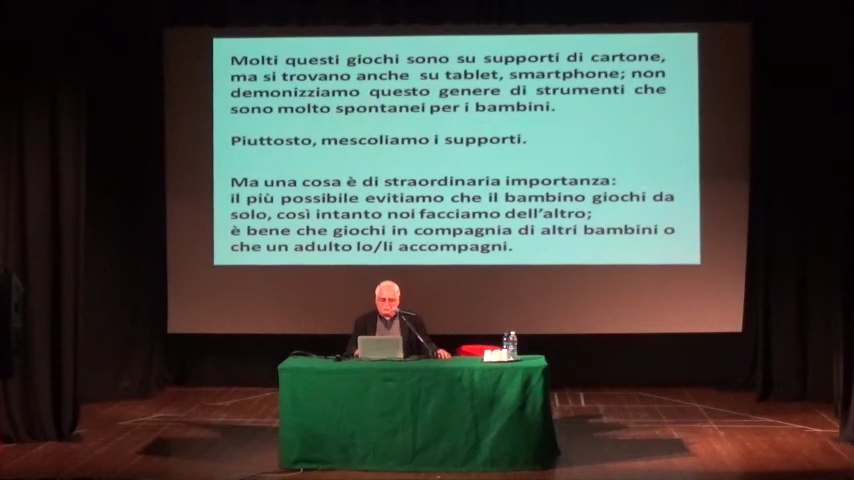 Molti questi giochi sono su supporti di cartone,
ma si trovano anche su tablet, smartphone; non
demonizziamo questo genere di strumenti che
sono molto spontanei per i bambini.
Piuttosto, mescoliamo i supporti.
Ma una cosa è di straordinaria importanza:
il più possibile evitiamo che il bambino giochi da
solo, così intanto noi facciamo dell'altro;
è bene che giochi in compagnia di altri bambini o
che un adulto lo/li accompagni.